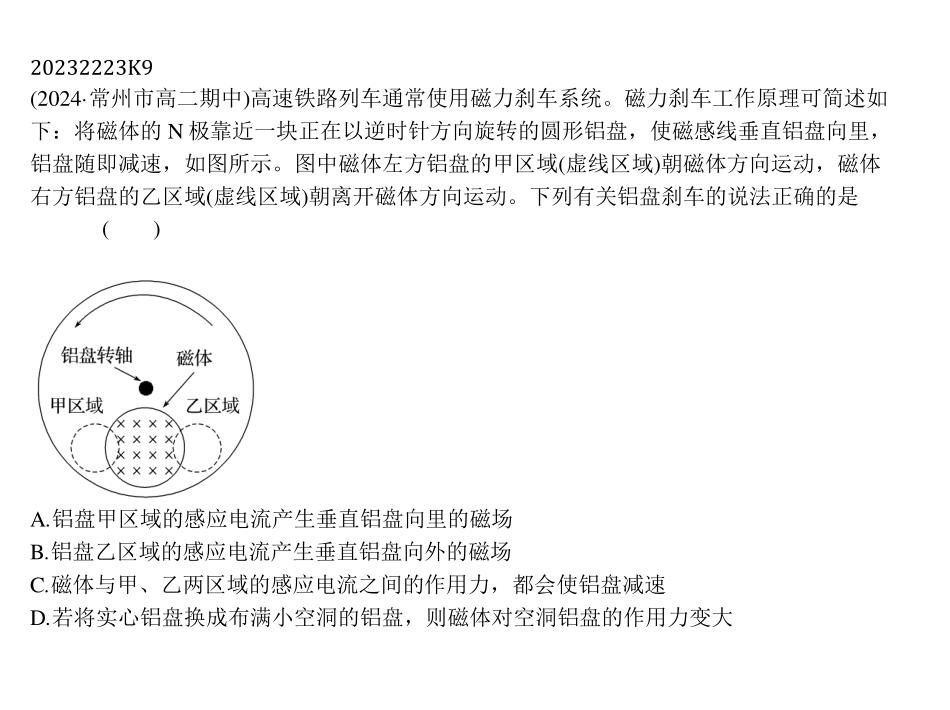 20232223K9
(2024·常州市高二期中)高速铁路列车通常使用磁力刹车系统。磁力刹车工作原理可简述如
下：将磁体的 N 极靠近一块正在以逆时针方向旋转的圆形铝盘，使磁感线垂直铝盘向里，
铝盘随即减速，如图所示。图中磁体左方铝盘的甲区域(虚线区域)朝磁体方向运动，磁体
右方铝盘的乙区域(虚线区域)朝离开磁体方向运动。下列有关铝盘刹车的说法正确的是
( )
铝盘转轴 磁体
甲区域 乙区域
× × × ×
× × × ×
× × × ×
× × × ×
A.铝盘甲区域的感应电流产生垂直铝盘向里的磁场
B.铝盘乙区域的感应电流产生垂直铝盘向外的磁场
C.磁体与甲、乙两区域的感应电流之间的作用力，都会使铝盘减速
D.若将实心铝盘换成布满小空洞的铝盘，则磁体对空洞铝盘的作用力变大